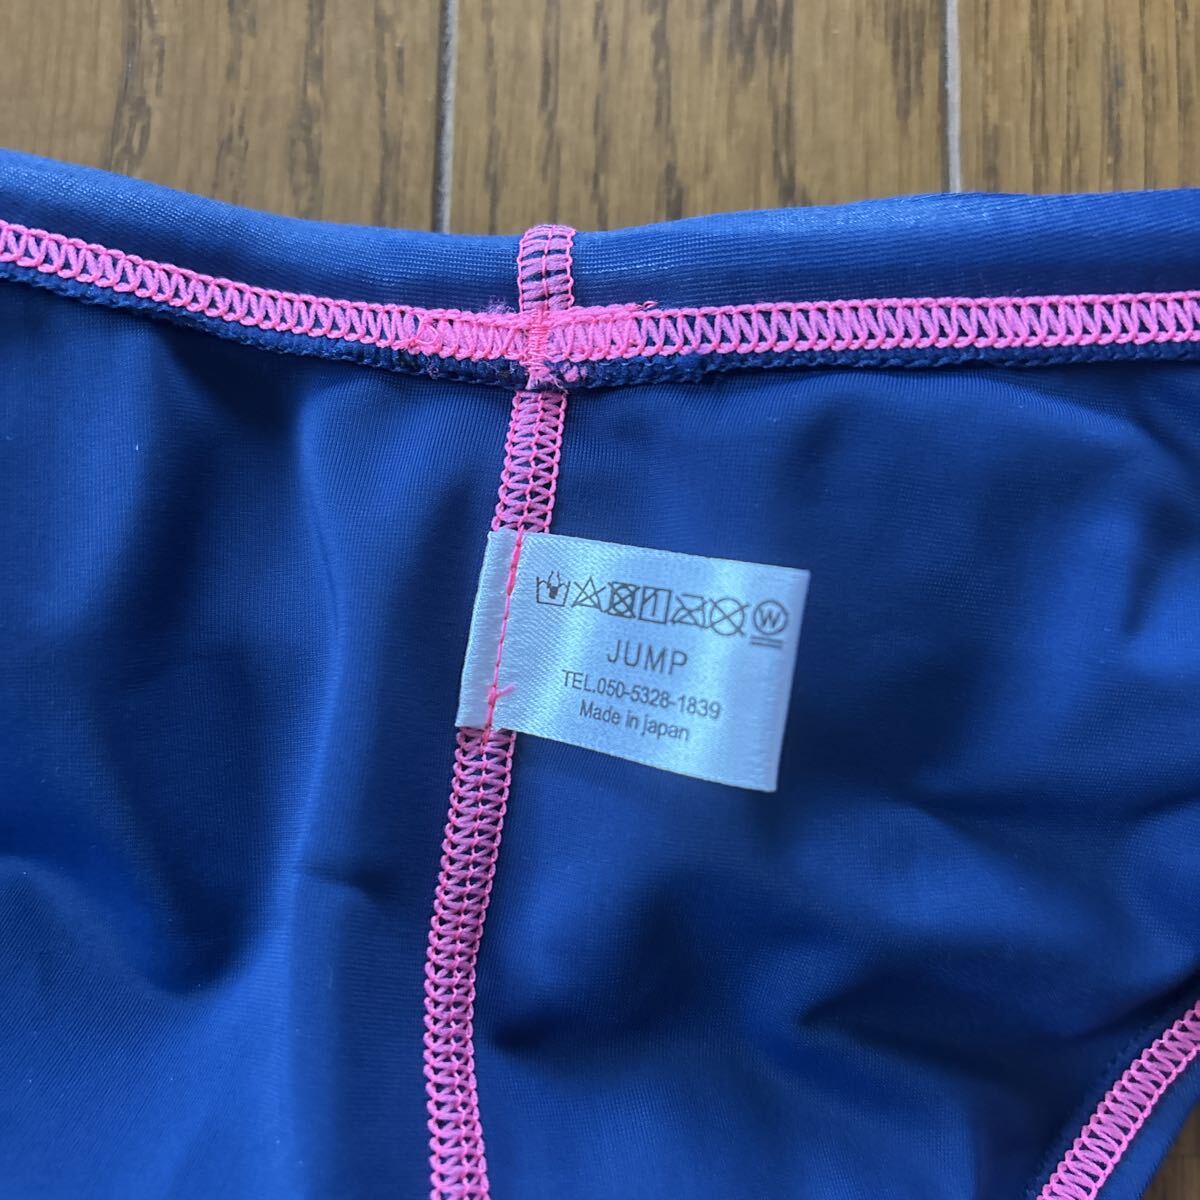 W
JUMP
TEL.050-5328-1839
Made in japan